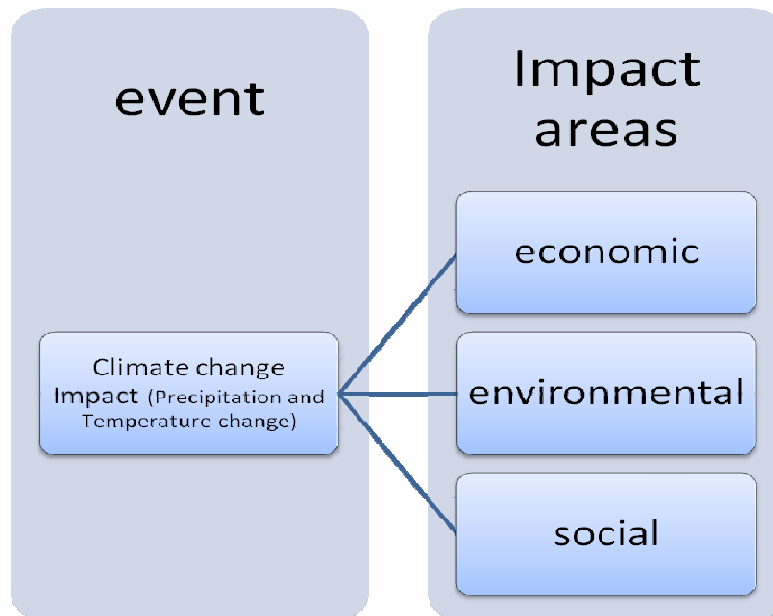 event
Climate change
Impact (Precipitation and
Temperature change)
Impact
areas
economic
environmental
social